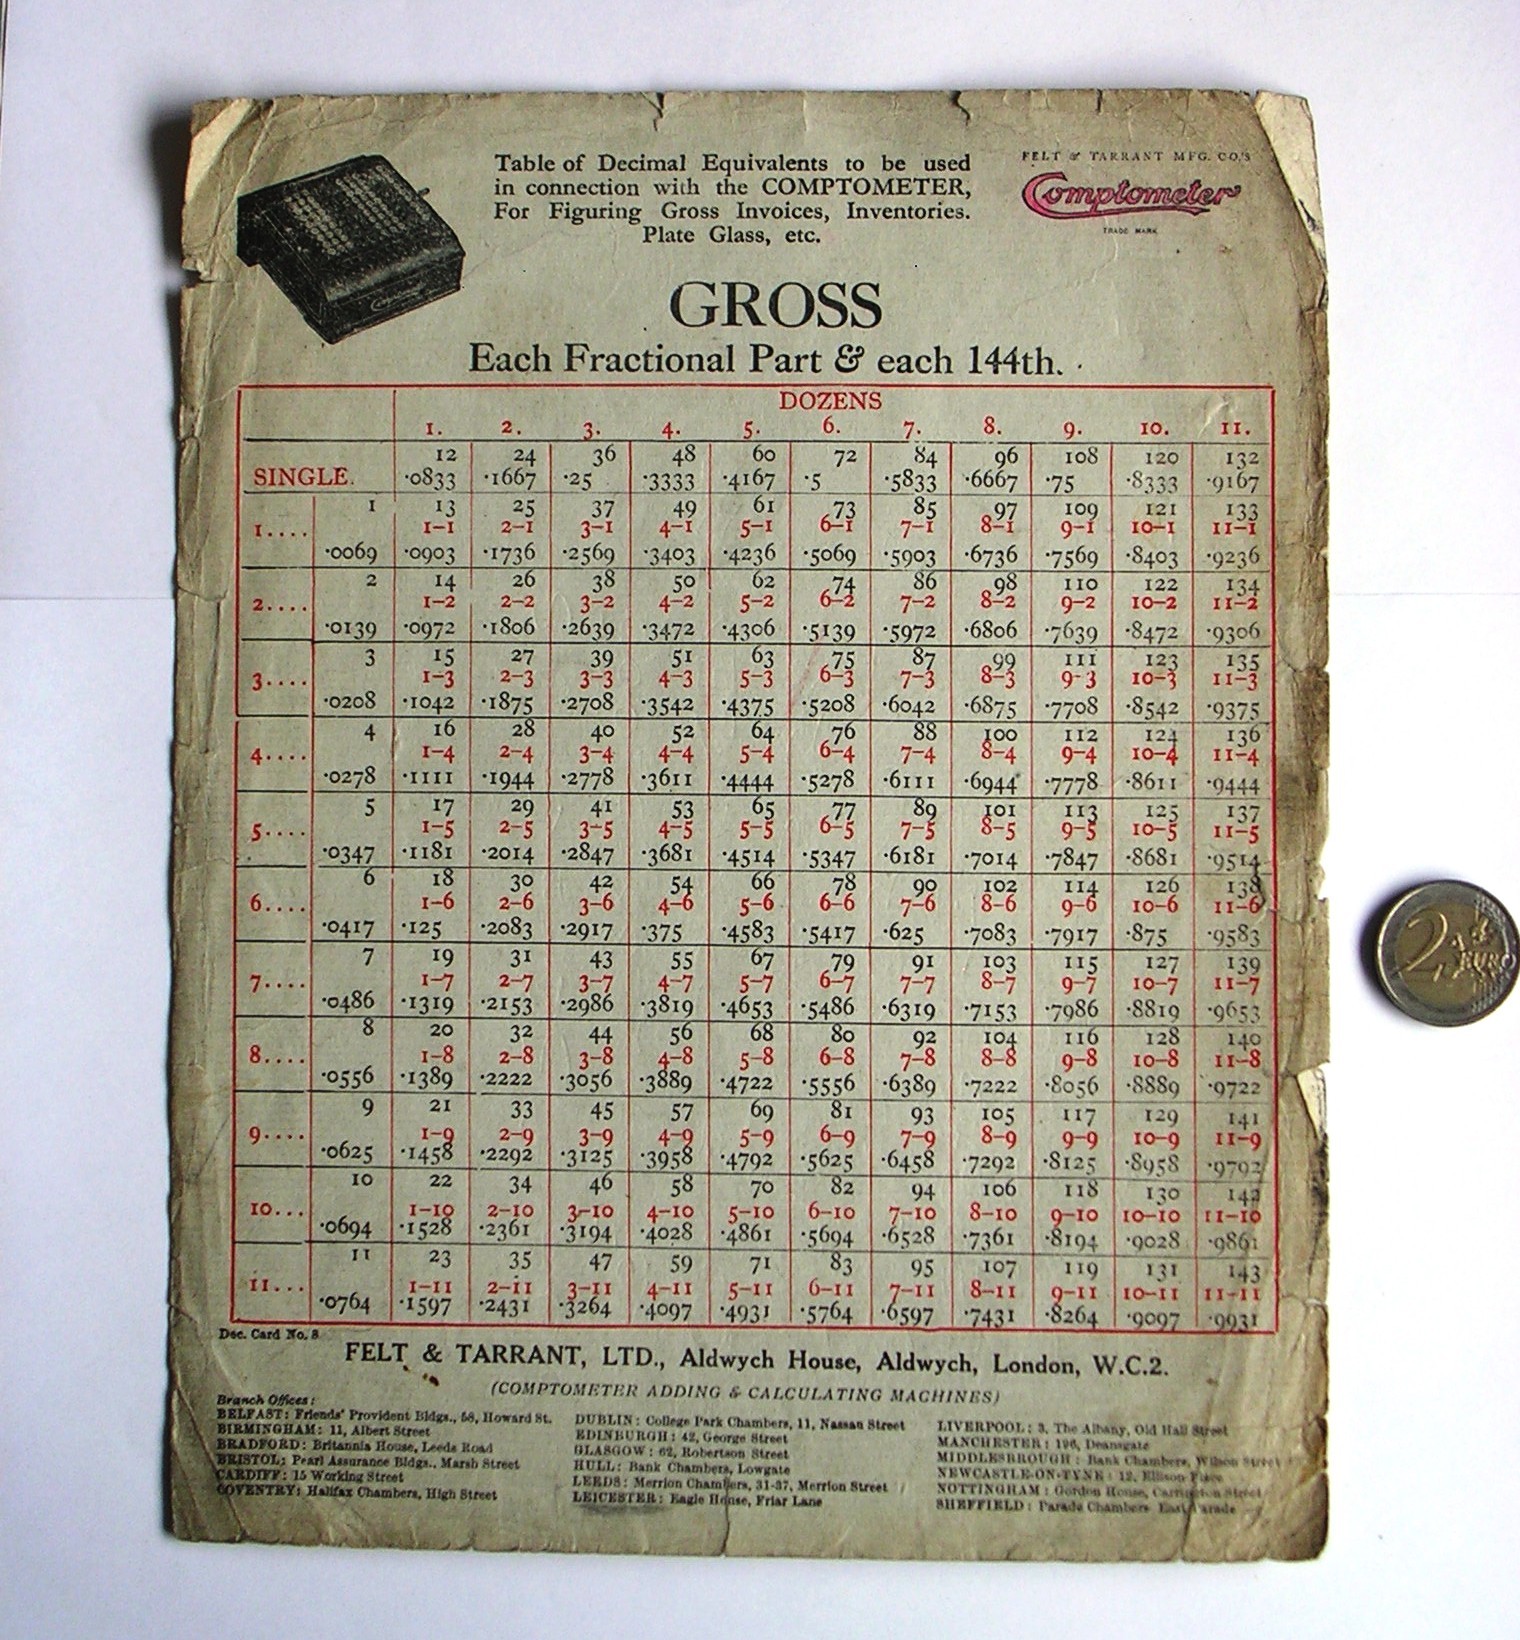 Table of Decimal Equivalents to be used
in connection with the COMPTOMETER,
For Figuring Gross Invoices, Inventories.
Plate Glass, etc.
FELT & TARRANT MFG. CO.'S
Comptometer
TRADE MARK
Comptometer
GROSS
Each Fractional Part & each 144th.
DOZENS
1. 2. 3. 4. 5. 6. 7. 8. 9. 10. 11.
12 24 36 48 60 72 84 96 108 120 132
SINGLE. ·0833 ·1667 ·25 ·3333 ·4167 ·5 ·5833 ·6667 ·75 ·8333 ·9167
1 13 25 37 49 61 73 85 97 109 121 133
1.... 1-1 2-1 3-1 4-1 5-1 6-1 7-1 8-1 9-1 10-1 11-1
·0069 ·0903 ·1736 ·2569 ·3403 ·4236 ·5069 ·5903 ·6736 ·7569 ·8403 ·9236
2 14 26 38 50 62 74 86 98 110 122 134
2.... 1-2 2-2 3-2 4-2 5-2 6-2 7-2 8-2 9-2 10-2 11-2
·0139 ·0972 ·1806 ·2639 ·3472 ·4306 ·5139 ·5972 ·6806 ·7639 ·8472 ·9306
3 15 27 39 51 63 75 87 99 111 123 135
3.... 1-3 2-3 3-3 4-3 5-3 6-3 7-3 8-3 9-3 10-3 11-3
·0208 ·1042 ·1875 ·2708 ·3542 ·4375 ·5208 ·6042 ·6875 ·7708 ·8542 ·9375
4 16 28 40 52 64 76 88 100 112 124 136
4.... 1-4 2-4 3-4 4-4 5-4 6-4 7-4 8-4 9-4 10-4 11-4
·0278 ·1111 ·1944 ·2778 ·3611 ·4444 ·5278 ·6111 ·6944 ·7778 ·8611 ·9444
5 17 29 41 53 65 77 89 101 113 125 137
5.... 1-5 2-5 3-5 4-5 5-5 6-5 7-5 8-5 9-5 10-5 11-5
·0347 ·1181 ·2014 ·2847 ·3681 ·4514 ·5347 ·6181 ·7014 ·7847 ·8681 ·9514
6 18 30 42 54 66 78 90 102 114 126 138
6.... 1-6 2-6 3-6 4-6 5-6 6-6 7-6 8-6 9-6 10-6 11-6
·0417 ·125 ·2083 ·2917 ·375 ·4583 ·5417 ·625 ·7083 ·7917 ·875 ·9583
7 19 31 43 55 67 79 91 103 115 127 139
7.... 1-7 2-7 3-7 4-7 5-7 6-7 7-7 8-7 9-7 10-7 11-7
·0486 ·1319 ·2153 ·2986 ·3819 ·4653 ·5486 ·6319 ·7153 ·7986 ·8819 ·9653
8 20 32 44 56 68 80 92 104 116 128 140
8.... 1-8 2-8 3-8 4-8 5-8 6-8 7-8 8-8 9-8 10-8 11-8
·0556 ·1389 ·2222 ·3056 ·3889 ·4722 ·5556 ·6389 ·7222 ·8056 ·8889 ·9722
9 21 33 45 57 69 81 93 105 117 129 141
9.... 1-9 2-9 3-9 4-9 5-9 6-9 7-9 8-9 9-9 10-9 11-9
·0625 ·1458 ·2292 ·3125 ·3958 ·4792 ·5625 ·6458 ·7292 ·8125 ·8958 ·9792
10 22 34 46 58 70 82 94 106 118 130 142
10... 1-10 2-10 3-10 4-10 5-10 6-10 7-10 8-10 9-10 10-10 11-10
·0694 ·1528 ·2361 ·3194 ·4028 ·4861 ·5694 ·6528 ·7361 ·8194 ·9028 ·9861
11 23 35 47 59 71 83 95 107 119 131 143
11... 1-11 2-11 3-11 4-11 5-11 6-11 7-11 8-11 9-11 10-11 11-11
·0764 ·1597 ·2431 ·3264 ·4097 ·4931 ·5764 ·6597 ·7431 ·8264 ·9097 ·9931
Dec. Card No. 8
FELT & TARRANT, LTD., Aldwych House, Aldwych, London, W.C.2.
(COMPTOMETER ADDING & CALCULATING MACHINES)
Branch Offices:
BELFAST: Friends' Provident Bldgs., 58, Howard St.
BIRMINGHAM: 11, Albert Street
BRADFORD: Britannia House, Leeds Road
BRISTOL: Pearl Assurance Bldgs., Marsh Street
CARDIFF: 15 Working Street
COVENTRY: Halifax Chambers, High Street
DUBLIN: College Park Chambers, 11, Nassau Street
EDINBURGH: 42, George Street
GLASGOW: 62, Robertson Street
HULL: Bank Chambers, Lowgate
LEEDS: Merrion Chambers, 31-37, Merrion Street
LEICESTER: Eagle House, Friar Lane
LIVERPOOL: 3, The Albany, Old Hall Street
MANCHESTER: 196, Deansgate
MIDDLESBROUGH: Bank Chambers, Wilson Street
NEWCASTLE-ON-TYNE: 12, Ellison Place
NOTTINGHAM: Gordon House, Carrington Street
SHEFFIELD: Parade Chambers East Parade
2 EURO